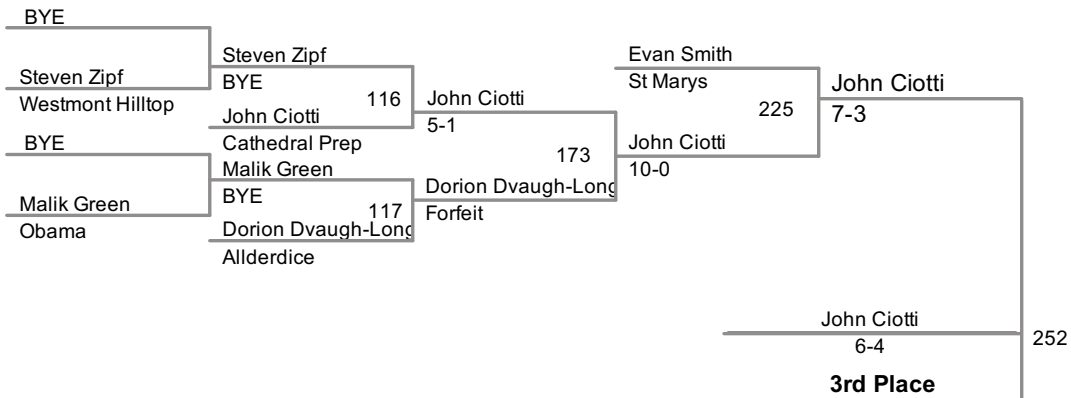 BYE
Steven Zipf
Westmont Hilltop
BYE
Malik Green
Obama
Steven Zipf
BYE
116
John Ciotti
Cathedral Prep
Malik Green
BYE
117
Dorion Dvaugh-Long
Allderdice
John Ciotti
5-1
173
Dorion Dvaugh-Long
Forfeit
Evan Smith
St Marys
225
John Ciotti
10-0
John Ciotti
7-3
John Ciotti
6-4
252
3rd Place